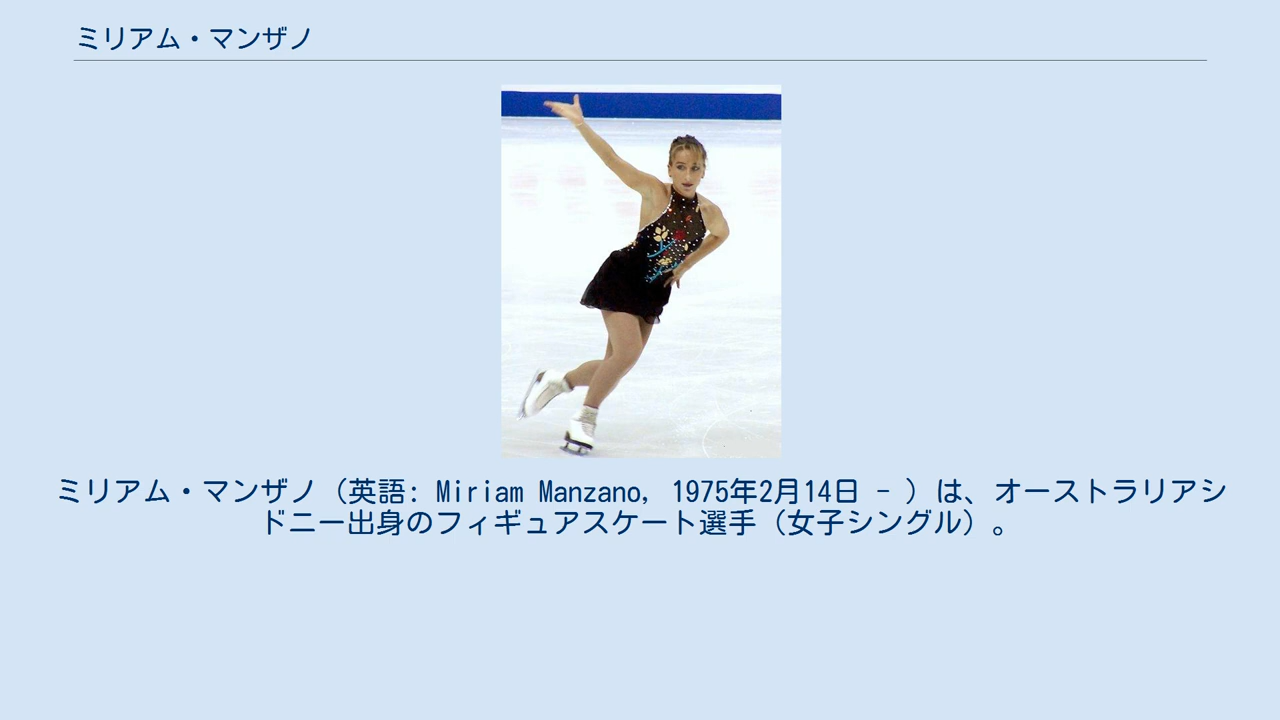 ミリアム・マンザノ
ミリアム・マンザノ（英語: Miriam Manzano, 1975年2月14日 - ）は、オーストラリアシ
ドニー出身のフィギュアスケート選手（女子シングル）。